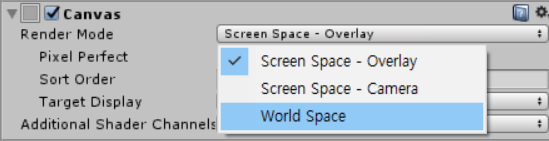 Canvas
Render Mode
Screen Space - Overlay
Pixel Perfect
Screen Space - Overlay
Sort Order
Screen Space - Camera
Target Display
World Space
Additional Shader Channels